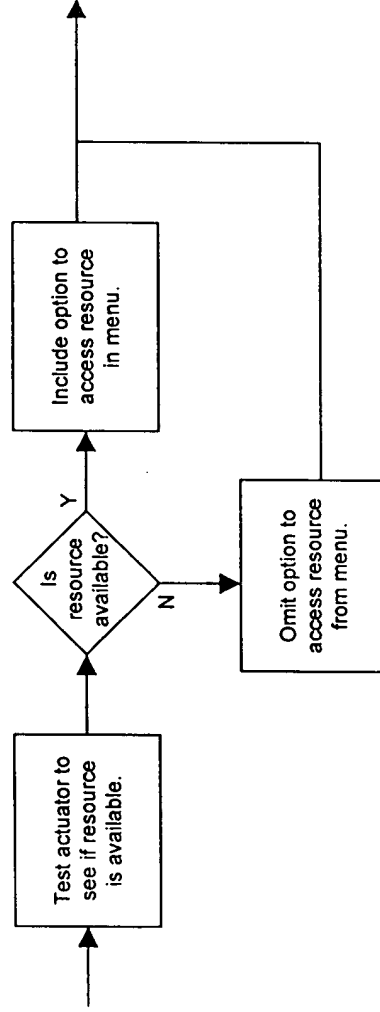 Test actuator to
see if resource
is available.
Is
resource
available?
Y
N
Include option to
access resource
in menu.
Omit option to
access resource
from menu.